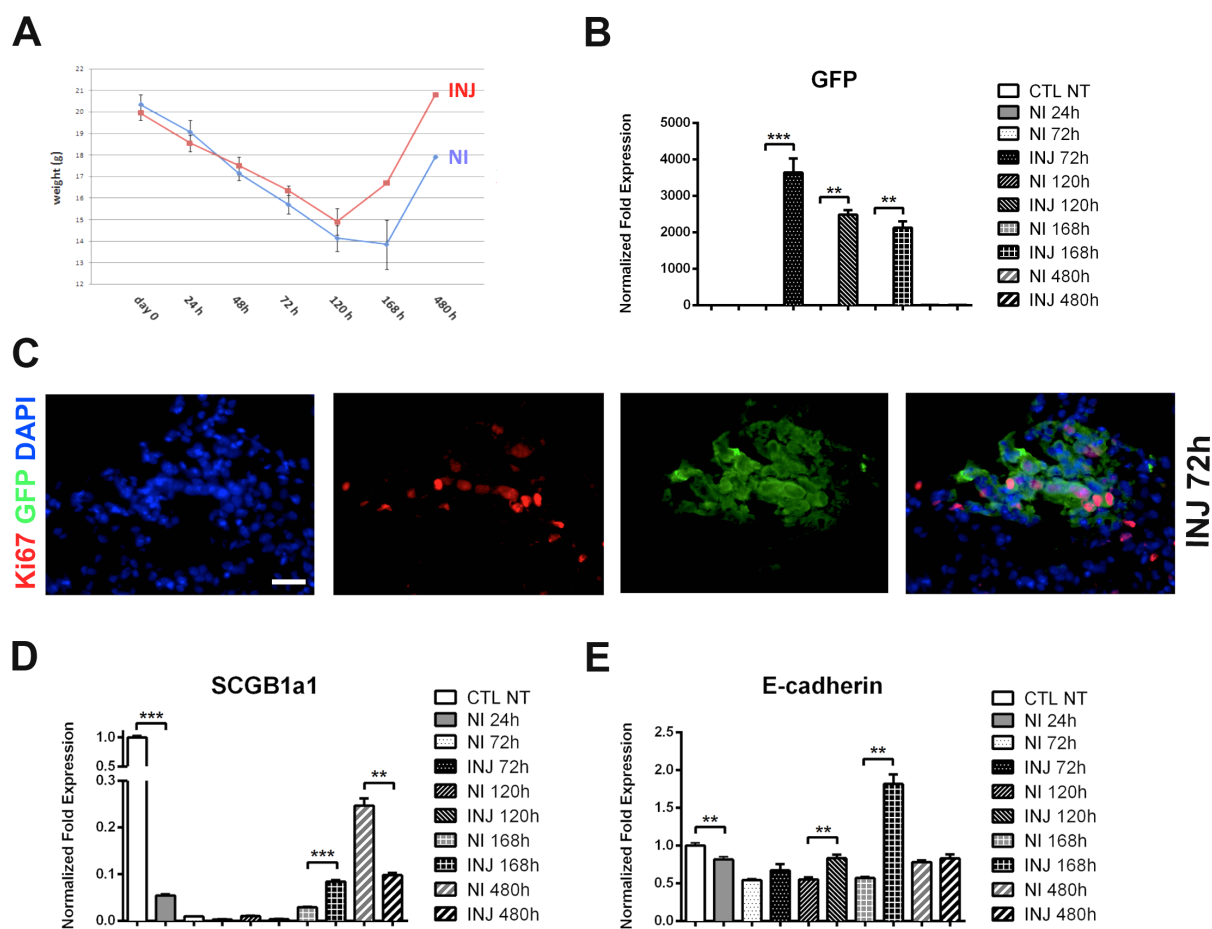 A
22
21
20
19
18
17
16
15
14
13
12
weight (g)
INJ
NI
day 0
24 h
48h
72 h
120 h
168 h
480 h
B
GFP
Normalized Fold Expression
5000
4000
3000
2000
1000
0
***
**
**
CTL NT
NI 24h
NI 72h
INJ 72h
NI 120h
INJ 120h
NI 168h
INJ 168h
NI 480h
INJ 480h
C
Ki67 GFP DAPI
INJ 72h
D
SCGB1a1
Normalized Fold Expression
1.0
0.5
0.3
0.2
0.1
0.0
***
***
**
CTL NT
NI 24h
NI 72h
INJ 72h
NI 120h
INJ 120h
NI 168h
INJ 168h
NI 480h
INJ 480h
E
E-cadherin
Normalized Fold Expression
2.5
2.0
1.5
1.0
0.5
0.0
**
**
**
CTL NT
NI 24h
NI 72h
INJ 72h
NI 120h
INJ 120h
NI 168h
INJ 168h
NI 480h
INJ 480h